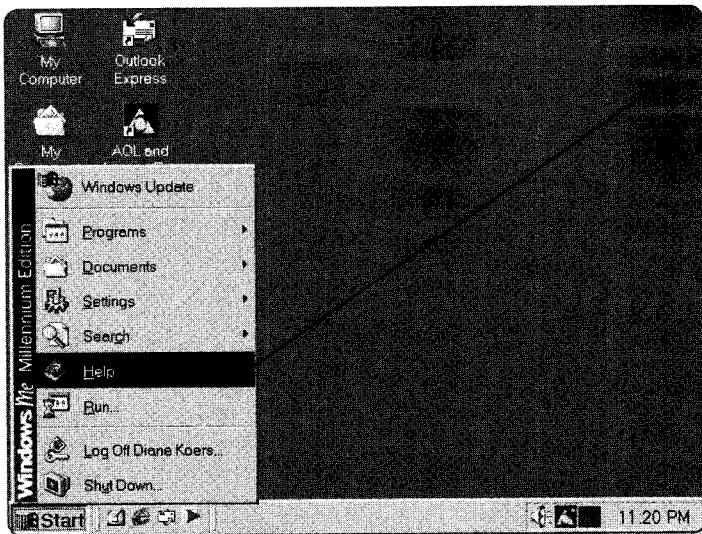 My
Computer
Outlook
Express
My
AOL and
Windows Update
Programs
Documents
Settings
Search
Help
Run...
Log Off Diane Koers...
Shut Down...
Windows Me Millennium Edition
Start
11:20 PM